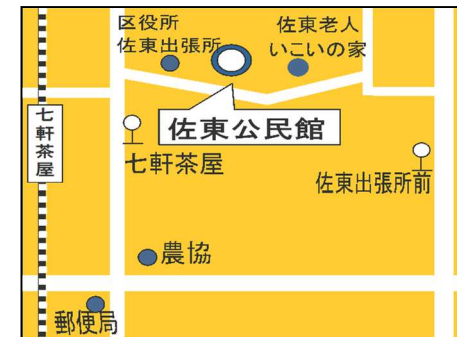 区役所
佐東出張所
佐東老人
いこいの家
七軒茶屋
佐東公民館
七軒茶屋
佐東出張所前
農協
郵便局